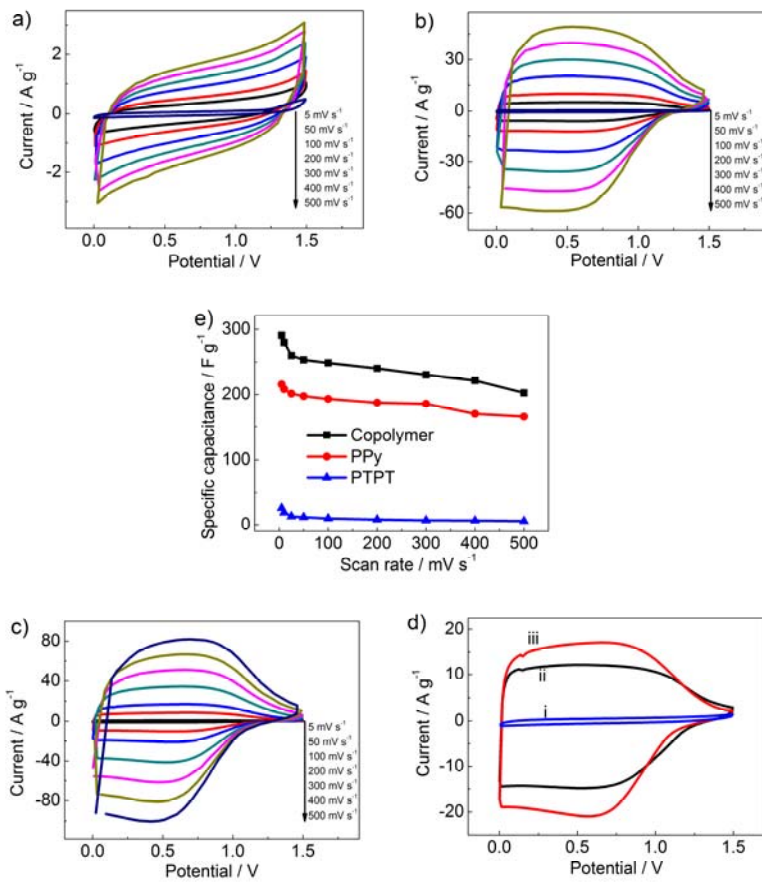 a)
Current / A g-1
2
0
-2
0.0 0.5 1.0 1.5
Potential / V
5 mV s-1
50 mV s-1
100 mV s-1
200 mV s-1
300 mV s-1
400 mV s-1
500 mV s-1
b)
Current / A g-1
30
0
-30
-60
0.0 0.5 1.0 1.5
Potential / V
5 mV s-1
50 mV s-1
100 mV s-1
200 mV s-1
300 mV s-1
400 mV s-1
500 mV s-1
e)
Specific capacitance / F g-1
300
200
100
0
0 100 200 300 400 500
Scan rate / mV s-1
Copolymer
PPy
PTPT
c)
Current / A g-1
80
40
0
-40
-80
0.0 0.5 1.0 1.5
Potential / V
5 mV s-1
50 mV s-1
100 mV s-1
200 mV s-1
300 mV s-1
400 mV s-1
500 mV s-1
d)
Current / A g-1
20
10
0
-10
-20
0.0 0.5 1.0 1.5
Potential / V
iii
ii
i